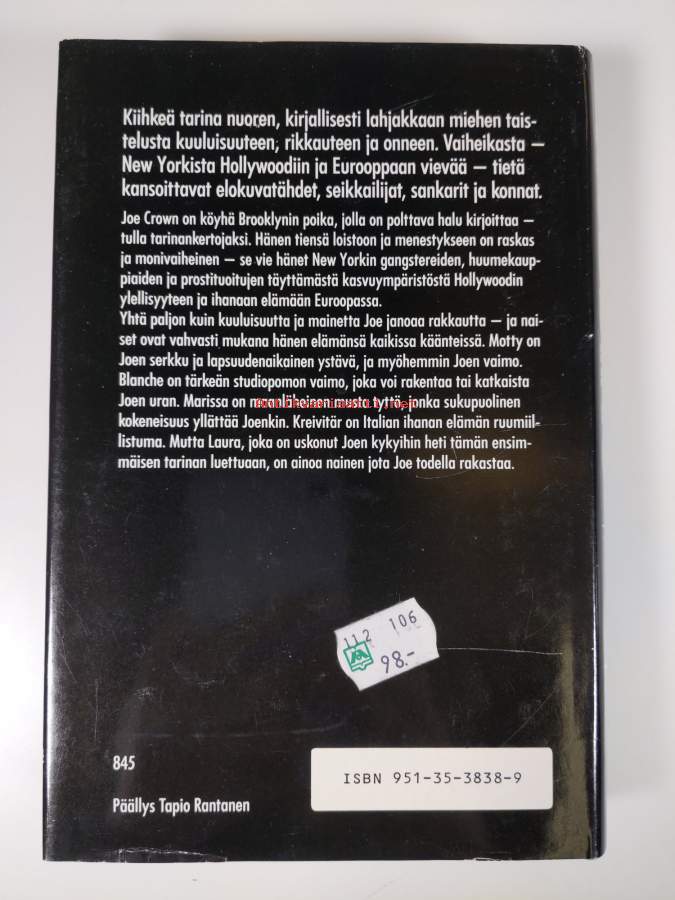 Kiihkeä tarina nuoren, kirjallisesti lahjakkaan miehen tais-
telusta kuuluisuuteen, rikkauteen ja onneen. Vaiheikasta –
New Yorkista Hollywoodiin ja Eurooppaan vievää – tietä
kansoittavat elokuvatähdet, seikkailijat, sankarit ja konnat.
Joe Crown on köyhä Brooklynin poika, jolla on polttava halu kirjoittaa –
tulla tarinankertojaksi. Hänen tiensä loistoon ja menestykseen on raskas
ja monivaiheinen – se vie hänet New Yorkin gangstereiden, huumekaup-
piaiden ja prostituoitujen täyttämästä kasvuympäristöstä Hollywoodin
ylellisyyteen ja ihanaan elämään Euroopassa.
Yhtä paljon kuin kuuluisuutta ja mainetta Joe janoaa rakkautta – ja nai-
set ovat vahvasti mukana hänen elämänsä kaikissa käänteissä. Motty on
Joen serkku ja lapsuudenaikainen ystävä, ja myöhemmin Joen vaimo.
Blanche on tärkeän studiopomon vaimo, joka voi rakentaa tai katkaista
Joen uran. Marissa on musta tyttö, jonka sukupuolinen
kokeneisuus yllättää Joenkin. Kreivitär on Italian ihanan elämän ruumiil-
listuma. Mutta Laura, joka on uskonut Joen kykyihin heti tämän ensim-
mäisen tarinan luettuaan, on ainoa nainen jota Joe todella rakastaa.
112 106
98.-
845
ISBN 951-35-3838-9
Päällys Tapio Rantanen